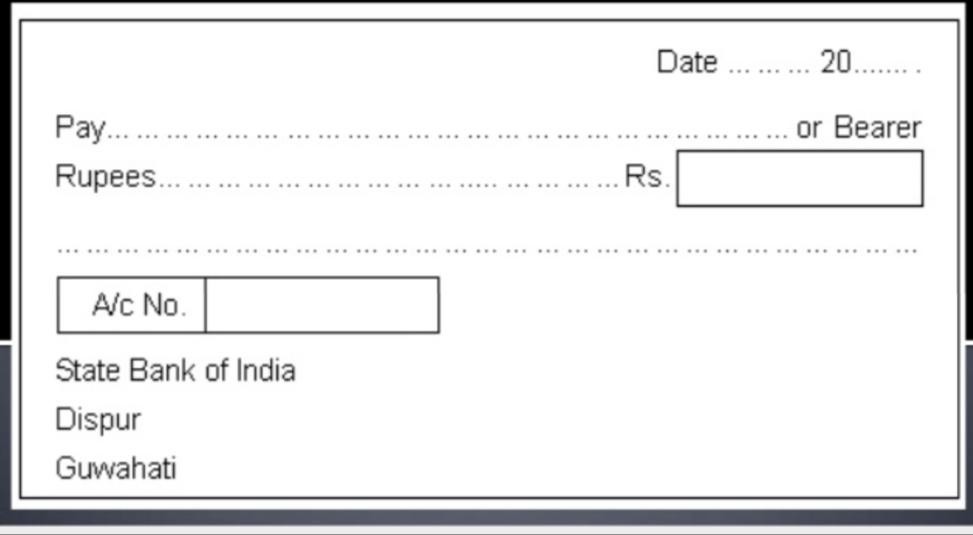 Date ... ... ... 20....... .
Pay... ... ... ... ... ... ... ... ... ... ... ... ... ... ... ... ... ... ... ... ... ... ... or Bearer
Rupees... ... ... ... ... ... ... ... ... ... ..... ... ... ... ... Rs.
... ... ... ... ... ... ... ... ... ... ... ... ... ... ... ... ... ... ... ... ... ... ... ... ... ... ... ... ...
A/c No.
State Bank of India
Dispur
Guwahati